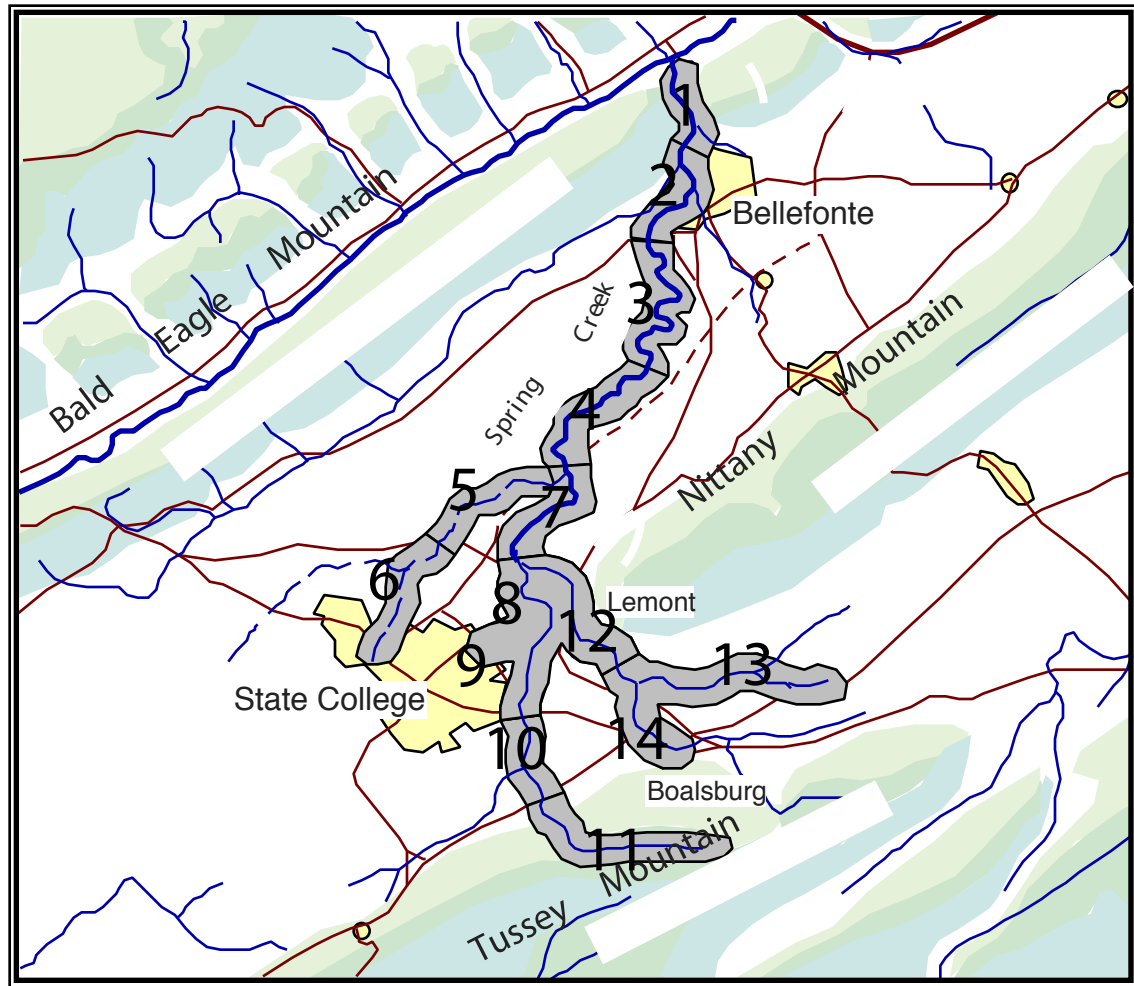 1
2
Bellefonte
Bald Eagle Mountain
3
Spring Creek
4
Nittany Mountain
5
7
6
8
Lemont
12
9
13
State College
14
10
Boalsburg
11
Tussey Mountain